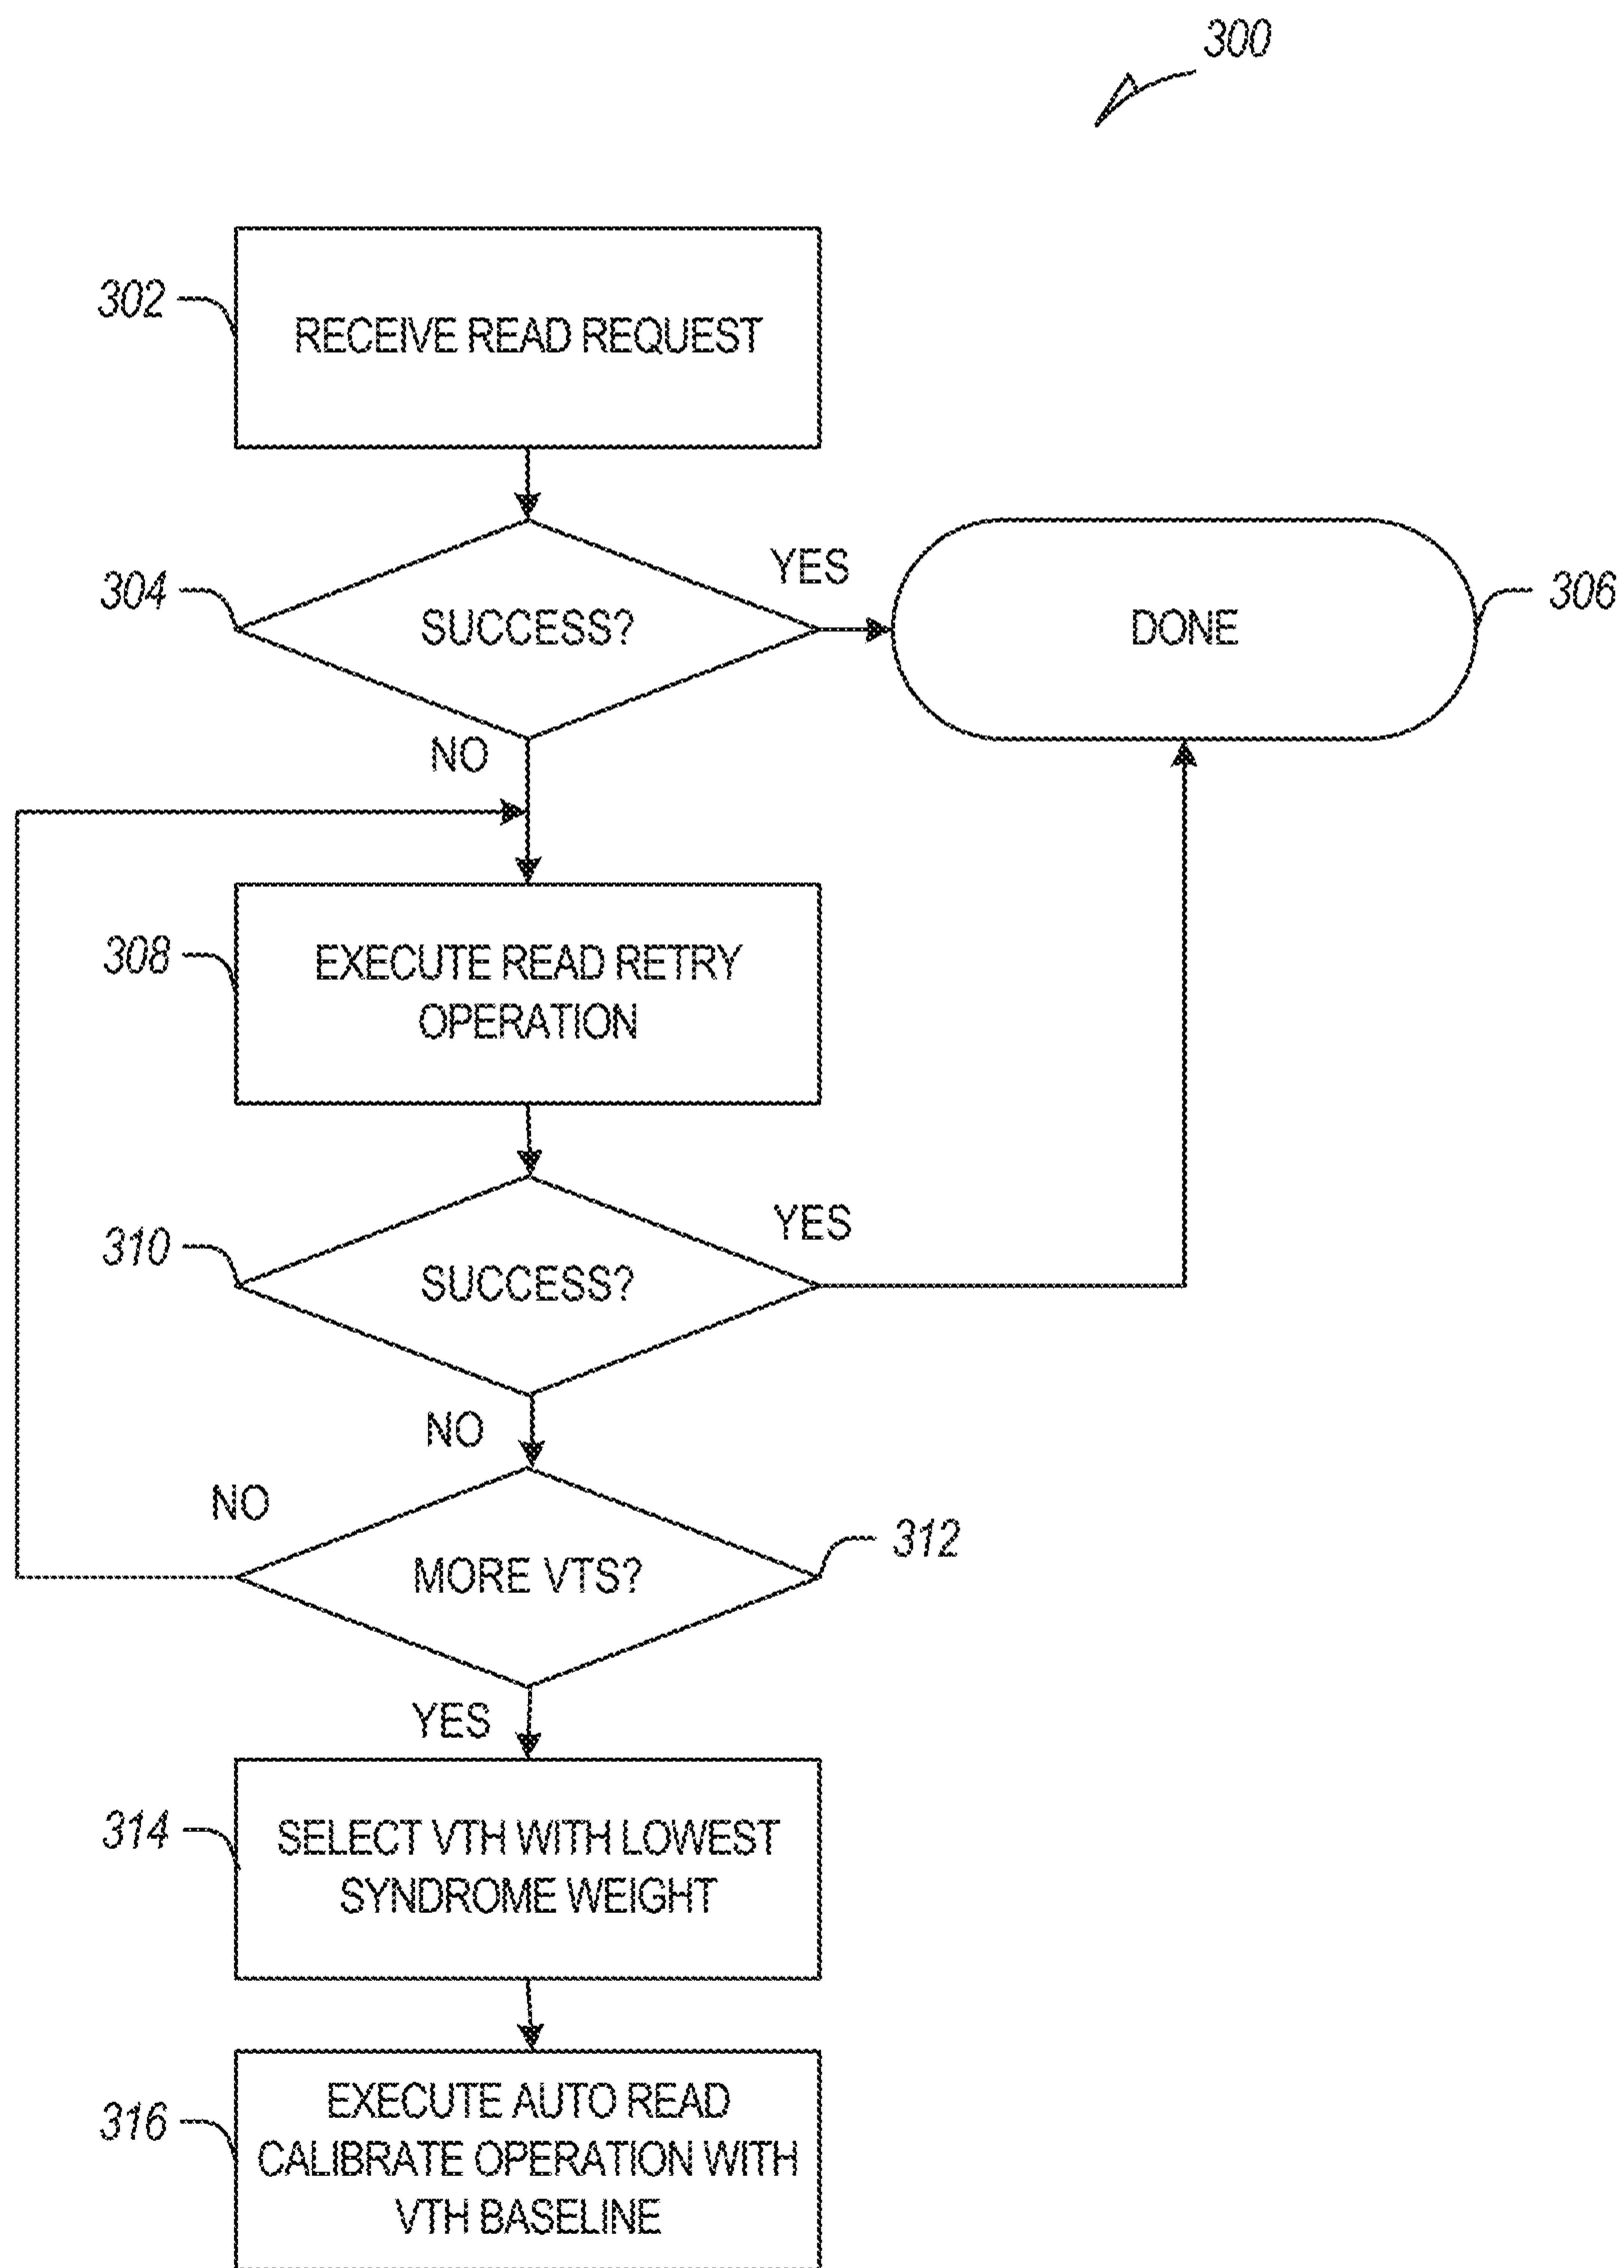 300
302
RECEIVE READ REQUEST
304
SUCCESS?
YES
DONE
306
NO
308
EXECUTE READ RETRY
OPERATION
310
SUCCESS?
YES
NO
NO
MORE VTS?
312
YES
314
SELECT VTH WITH LOWEST
SYNDROME WEIGHT
316
EXECUTE AUTO READ
CALIBRATE OPERATION WITH
VTH BASELINE